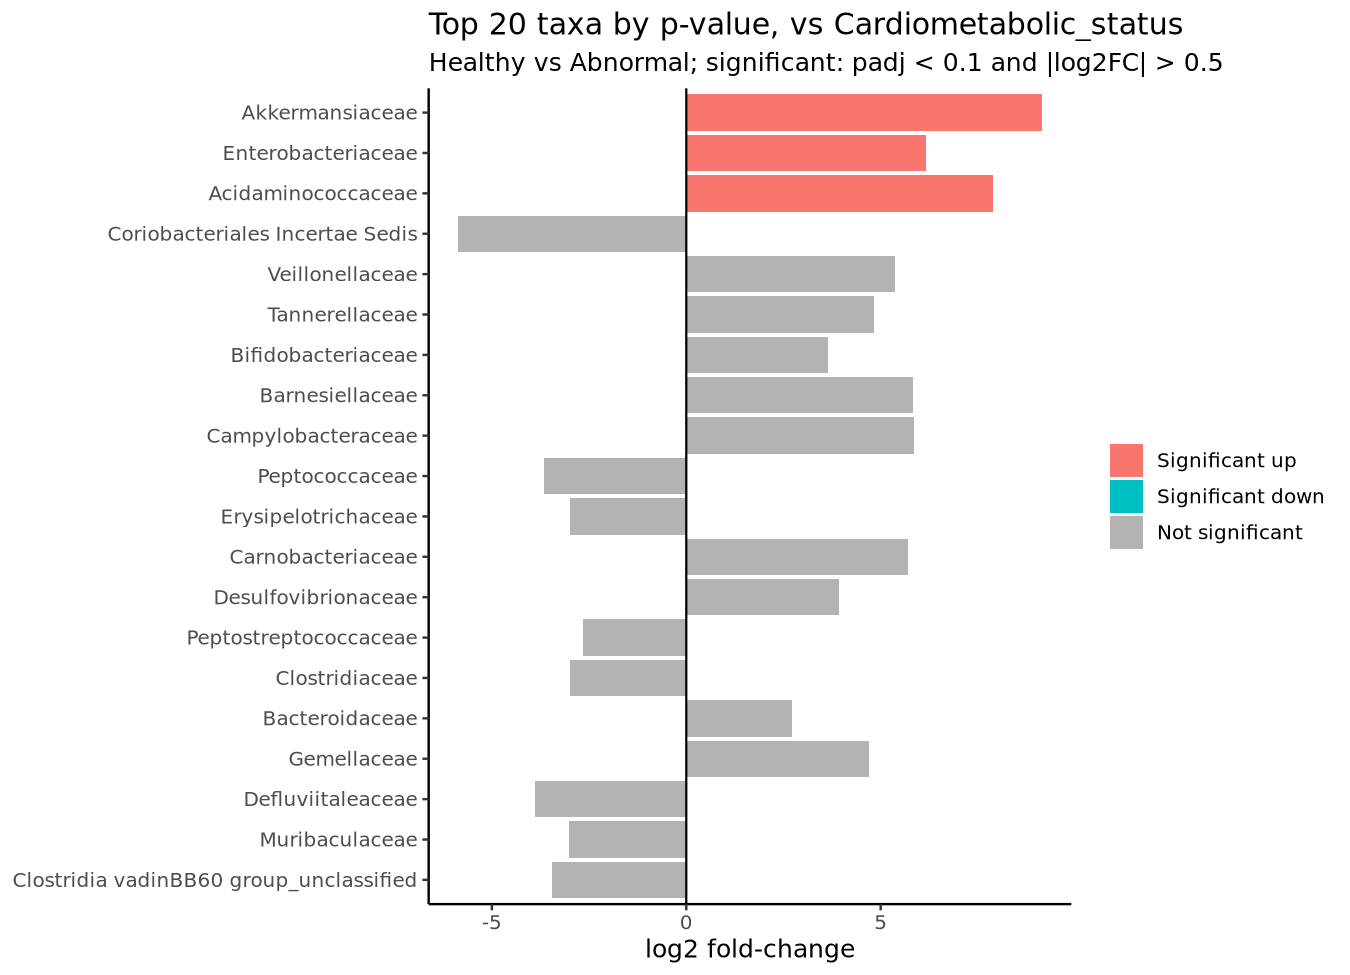 Top 20 taxa by p-value, vs Cardiometabolic_status
Healthy vs Abnormal; significant: padj < 0.1 and |log2FC| > 0.5
Akkermansiaceae
Enterobacteriaceae
Acidaminococcaceae
Coriobacteriales Incertae Sedis
Veillonellaceae
Tannerellaceae
Bifidobacteriaceae
Barnesiellaceae
Campylobacteraceae
Peptococcaceae
Erysipelotrichaceae
Carnobacteriaceae
Desulfovibrionaceae
Peptostreptococcaceae
Clostridiaceae
Bacteroidaceae
Gemellaceae
Defluviitaleaceae
Muribaculaceae
Clostridia vadinBB60 group_unclassified
-5 0 5
log2 fold-change
Significant up
Significant down
Not significant